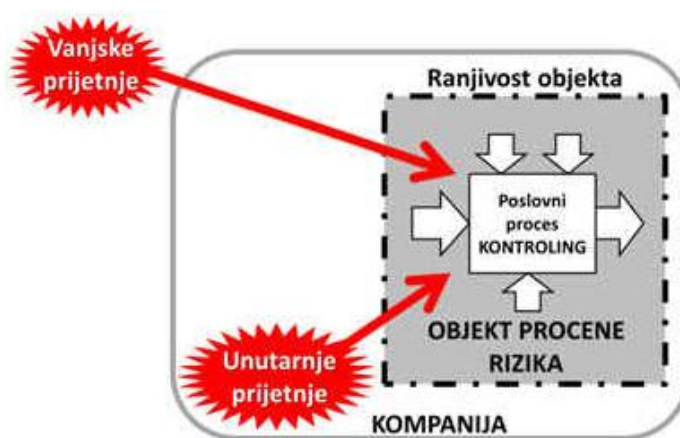 Vanjske
prijetnje
Ranjivost objekta
Poslovni
proces
KONTROLING
OBJEKT PROCENE
RIZIKA
Unutarnje
prijetnje
KOMPANIJA